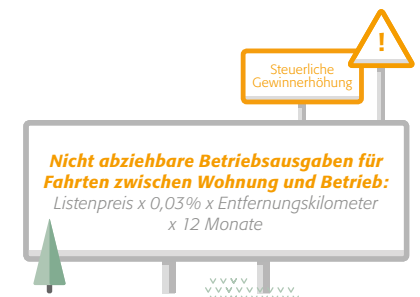 !
Steuerliche
Gewinnerhöhung
Nicht abziehbare Betriebsausgaben für
Fahrten zwischen Wohnung und Betrieb:
Listenpreis x 0,03% x Entfernungskilometer
x 12 Monate